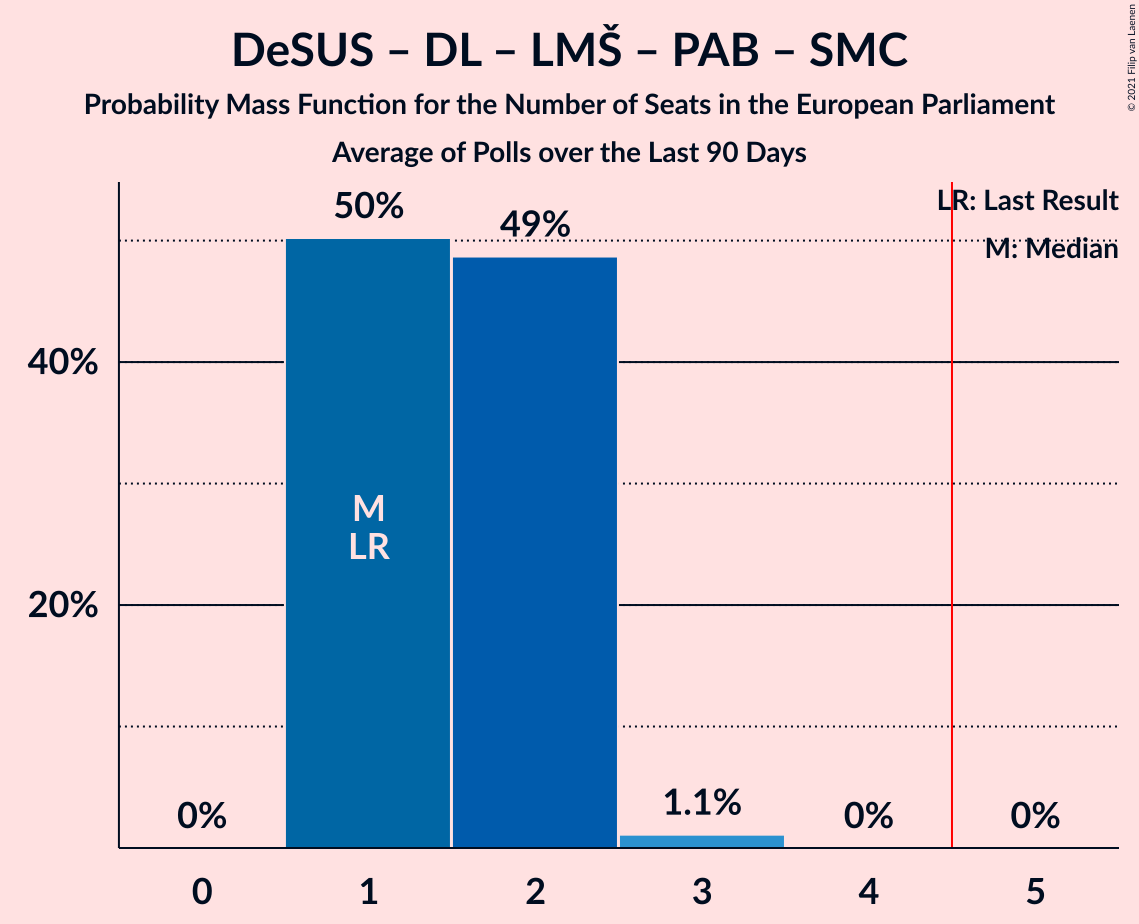 DeSUS – DL – LMŠ – PAB – SMC
Probability Mass Function for the Number of Seats in the European Parliament
Average of Polls over the Last 90 Days
© 2021 Filip van Laenen
LR: Last Result
M: Median
50%
49%
40%
M
LR
20%
0%
1.1%
0%
0%
0
1
2
3
4
5